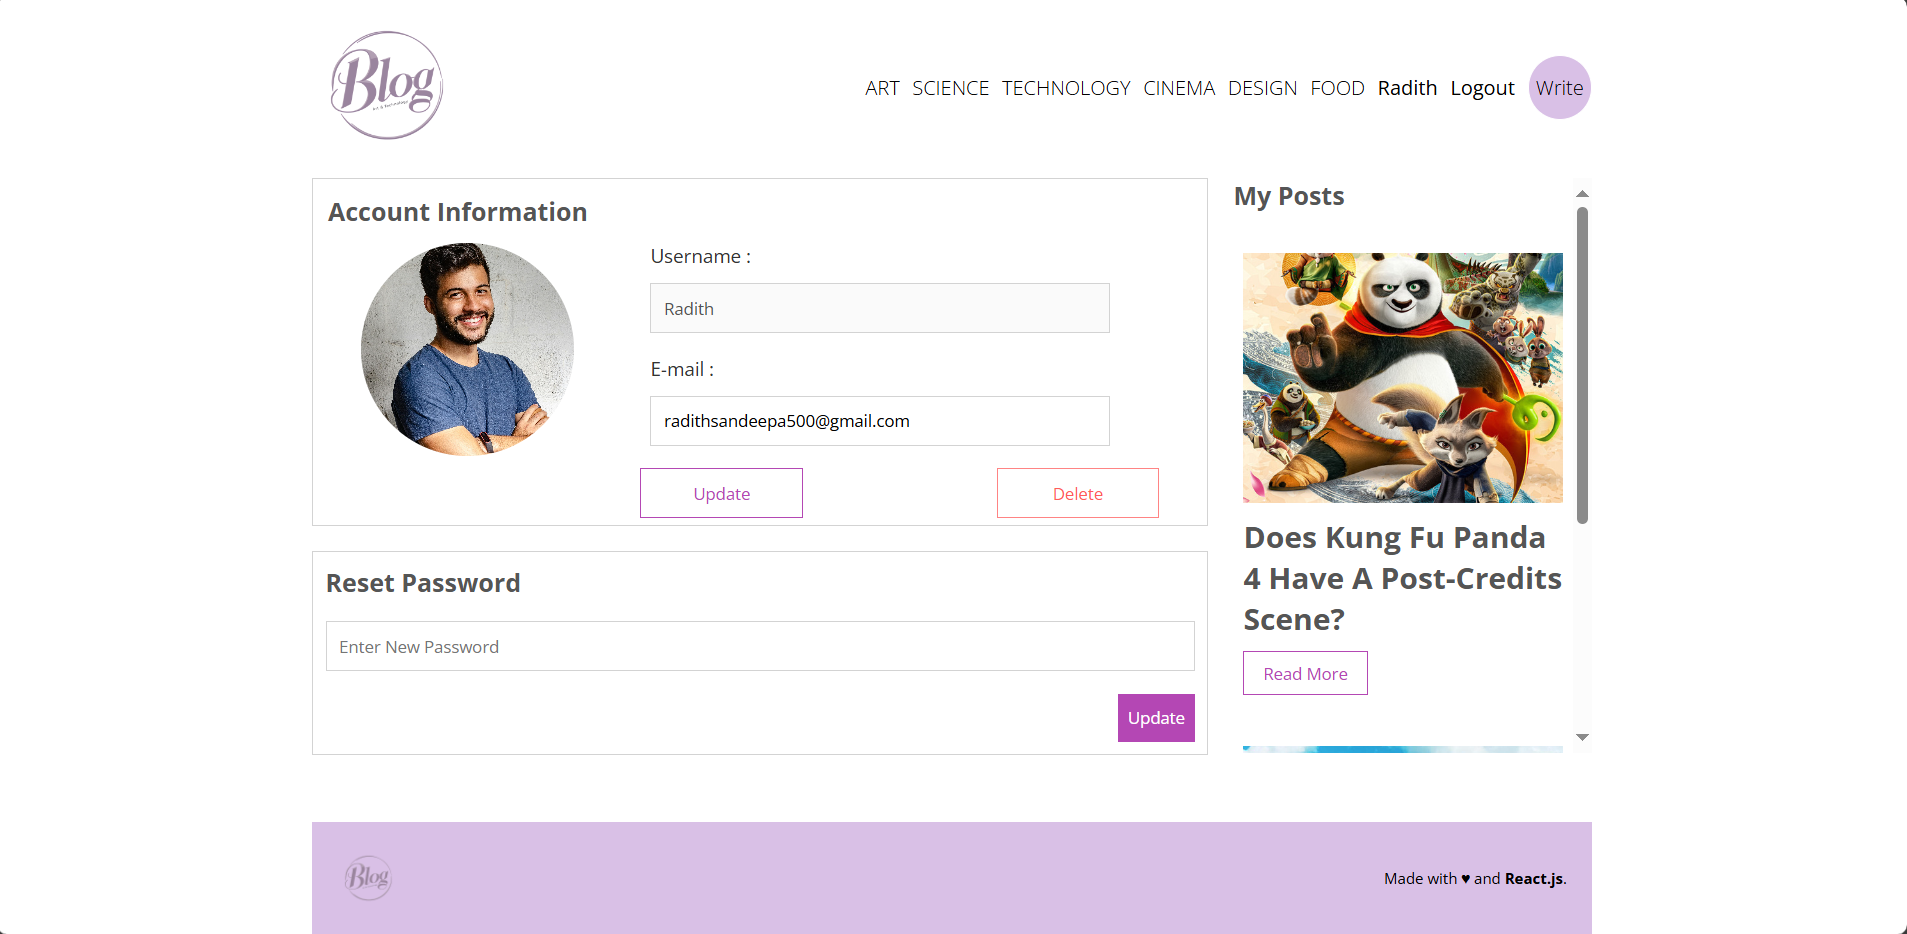 Blog
Art & Technology
ART SCIENCE TECHNOLOGY CINEMA DESIGN FOOD Radith Logout Write
Account Information
Username :
Radith
E-mail :
radithsandeepa500@gmail.com
Update
Delete
Reset Password
Enter New Password
Update
My Posts
Does Kung Fu Panda
4 Have A Post-Credits
Scene?
Read More
Blog
Made with ♥ and React.js.